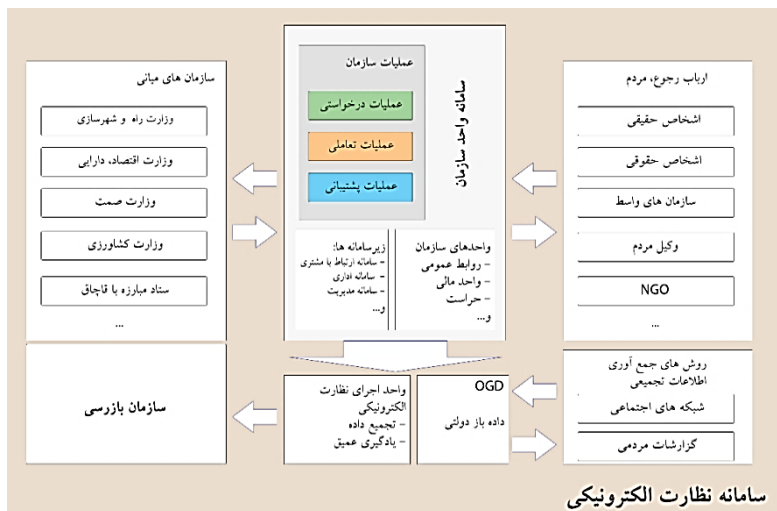 ارباب رجوع، مردم
اشخاص حقیقی
اشخاص حقوقی
سازمان های واسط
وکیل مردم
NGO
...
سامانه واحد سازمان
عملیات سازمان
عملیات درخواستی
عملیات تعاملی
عملیات پشتیبانی
واحدهای سازمان
– روابط عمومی
– واحد مالی
– حراست
و...
زیرسامانه ها:
– سامانه ارتباط با مشتری
– سامانه اداری
– سامانه مدیریت
و...
سازمان های میانی
وزارت راه و شهرسازی
وزارت اقتصاد، دارایی
وزارت صمت
وزارت کشاورزی
ستاد مبارزه با قاچاق
...
روش های جمع آوری
اطلاعات تجمیعی
شبکه های اجتماعی
گزارشات مردمی
OGD
داده باز دولتی
واحد اجرای نظارت
الکترونیکی
– تجمیع داده
– یادگیری عمیق
سازمان بازرسی
سامانه نظارت الکترونیکی